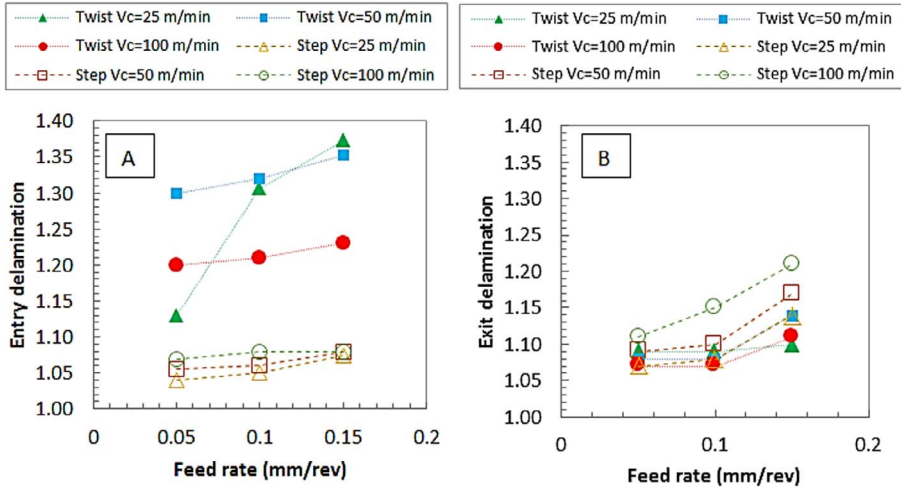 Twist Vc=25 m/min Twist Vc=50 m/min
Twist Vc=100 m/min Step Vc=25 m/min
Step Vc=50 m/min Step Vc=100 m/min
Twist Vc=25 m/min Twist Vc=50 m/min
Twist Vc=100 m/min Step Vc=25 m/min
Step Vc=50 m/min Step Vc=100 m/min
A
Entry delamination
1.40
1.35
1.30
1.25
1.20
1.15
1.10
1.05
1.00
0 0.05 0.1 0.15 0.2
Feed rate (mm/rev)
B
Exit delamination
1.40
1.35
1.30
1.25
1.20
1.15
1.10
1.05
1.00
0 0.1 0.2
Feed rate (mm/rev)